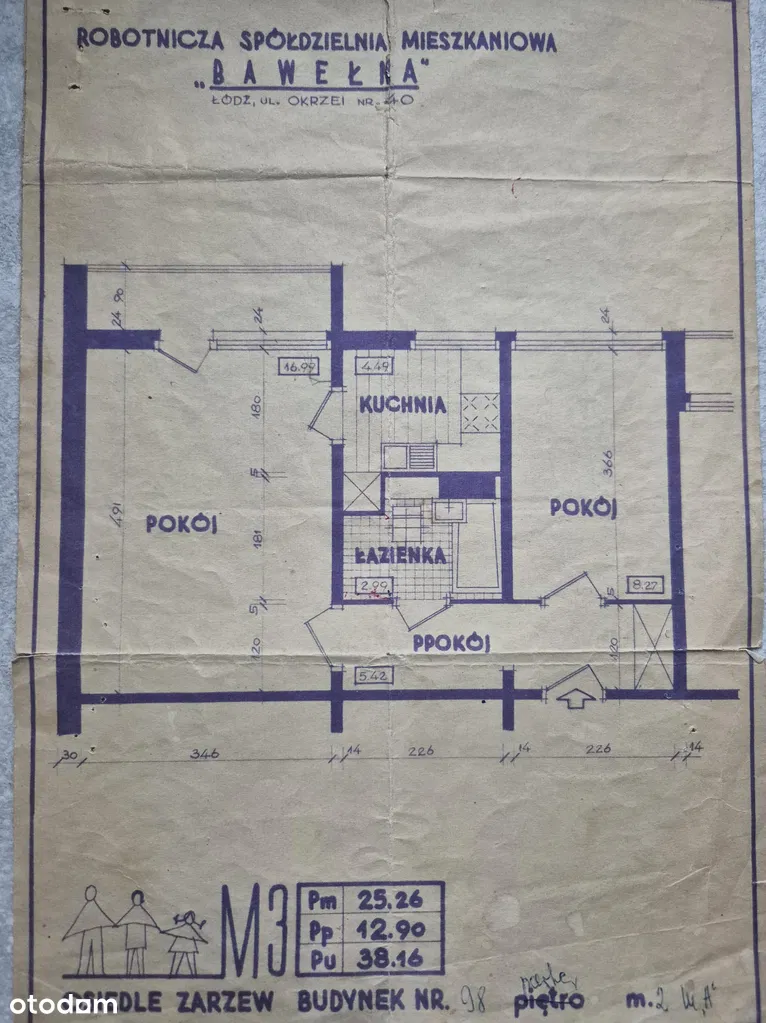 ROBOTNICZA SPÓŁDZIELNIA MIESZKANIOWA
„BAWEŁNA"
ŁÓDŹ, UL. OKRZEI NR. 40
24 90
24
24
16.99
4.49
KUCHNIA
180
366
5
491
POKÓJ
POKÓJ
181
ŁAZIENKA
2.99
8.27
5
5
120
PPOKÓJ
120
5.42
30
346
14
226
14
226
14
M3
Pm 25.26
Pp 12.90
Pu 38.16
OSIEDLE ZARZEW BUDYNEK NR. 98 piętro m. 2
otodom